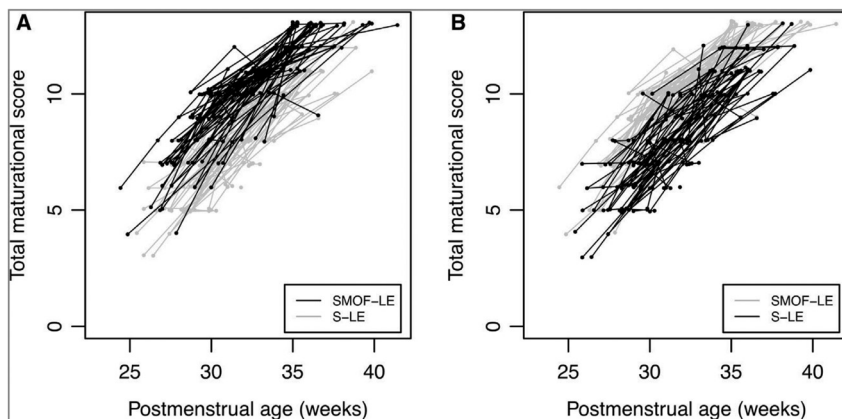 A
Total maturational score
10
5
0
SMOF-LE
S-LE
25 30 35 40
Postmenstrual age (weeks)
B
Total maturational score
10
5
0
SMOF-LE
S-LE
25 30 35 40
Postmenstrual age (weeks)